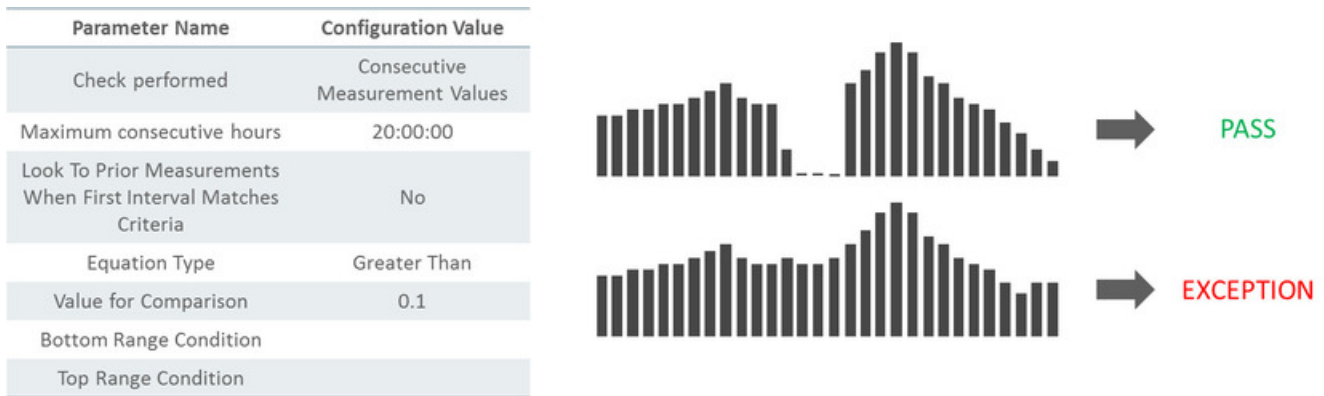 Parameter Name Configuration Value
Check performed
Consecutive
Measurement Values
Maximum consecutive hours 20:00:00
Look To Prior Measurements
When First Interval Matches
Criteria
No
Equation Type Greater Than
Value for Comparison 0.1
Bottom Range Condition
Top Range Condition
PASS
EXCEPTION